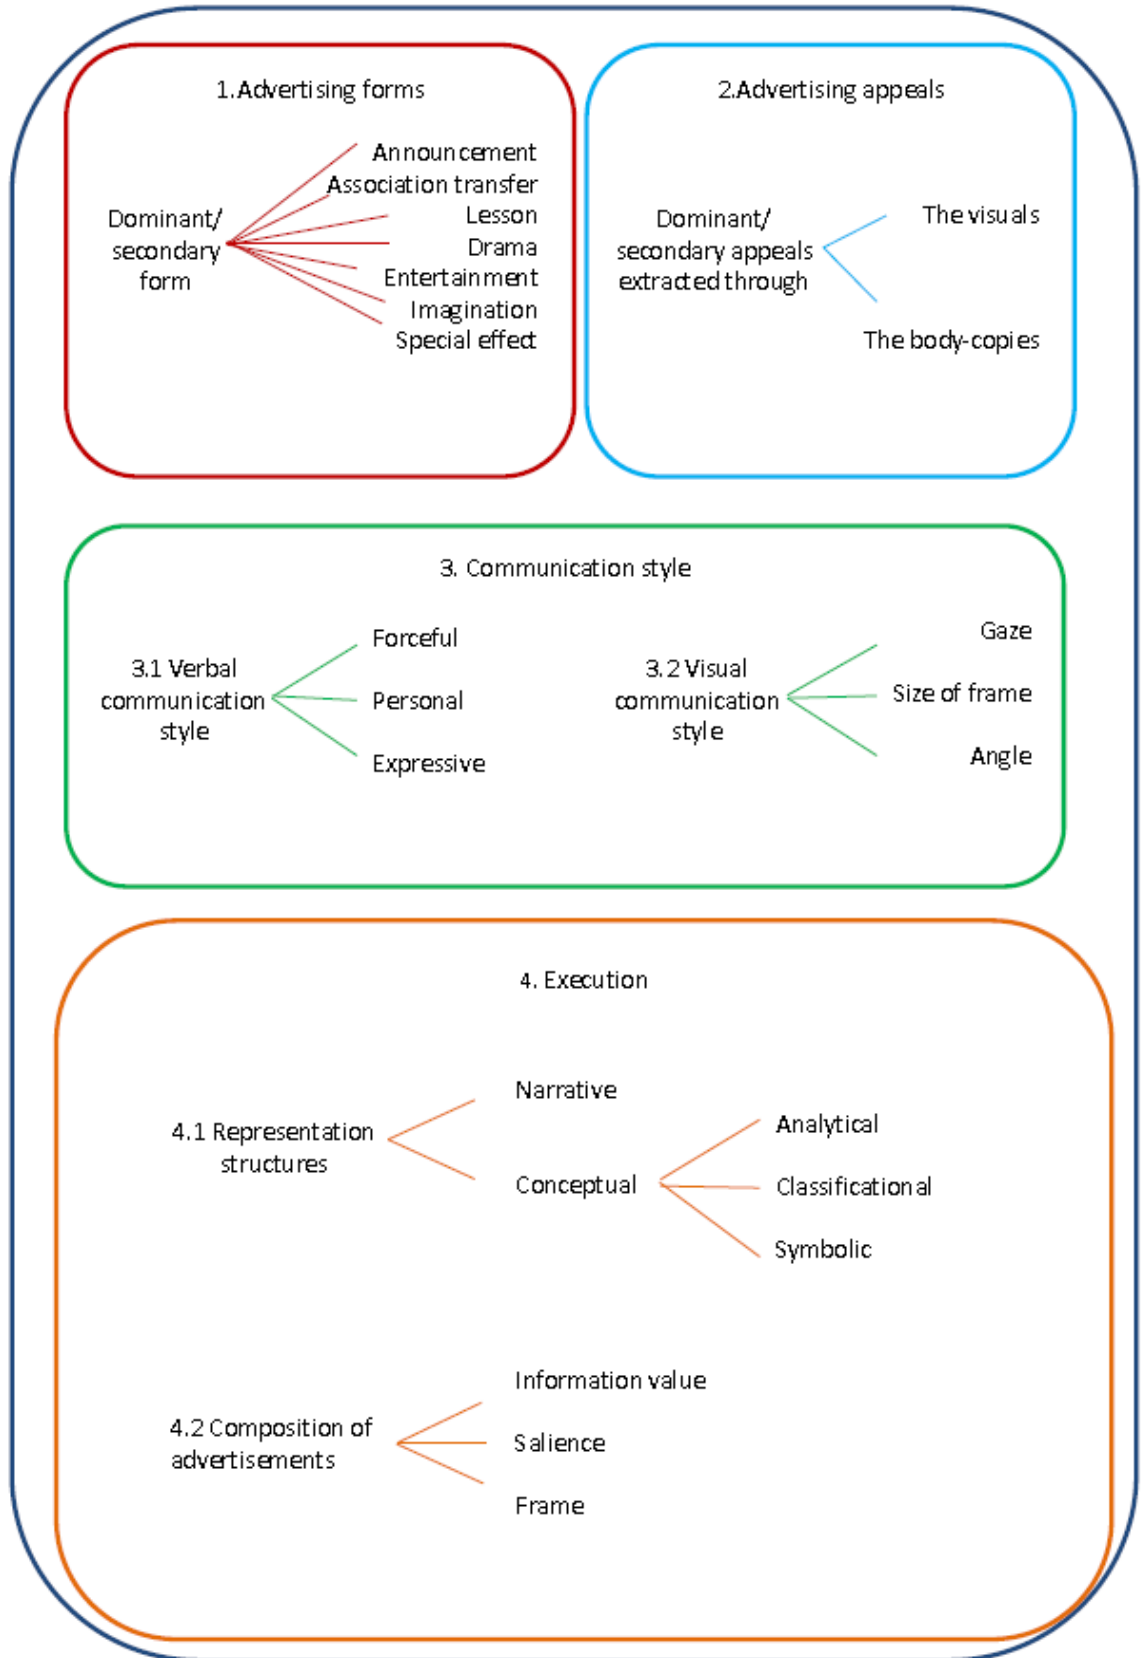 1.Advertising forms
Dominant/
secondary
form
Announcement
Association transfer
Lesson
Drama
Entertainment
Imagination
Special effect
2.Advertising appeals
Dominant/
secondary appeals
extracted through
The visuals
The body-copies
3. Communication style
3.1 Verbal
communication
style
Forceful
Personal
Expressive
3.2 Visual
communication
style
Gaze
Size of frame
Angle
4. Execution
4.1 Representation
structures
Narrative
Conceptual
Analytical
Classificational
Symbolic
4.2 Composition of
advertisements
Information value
Salience
Frame